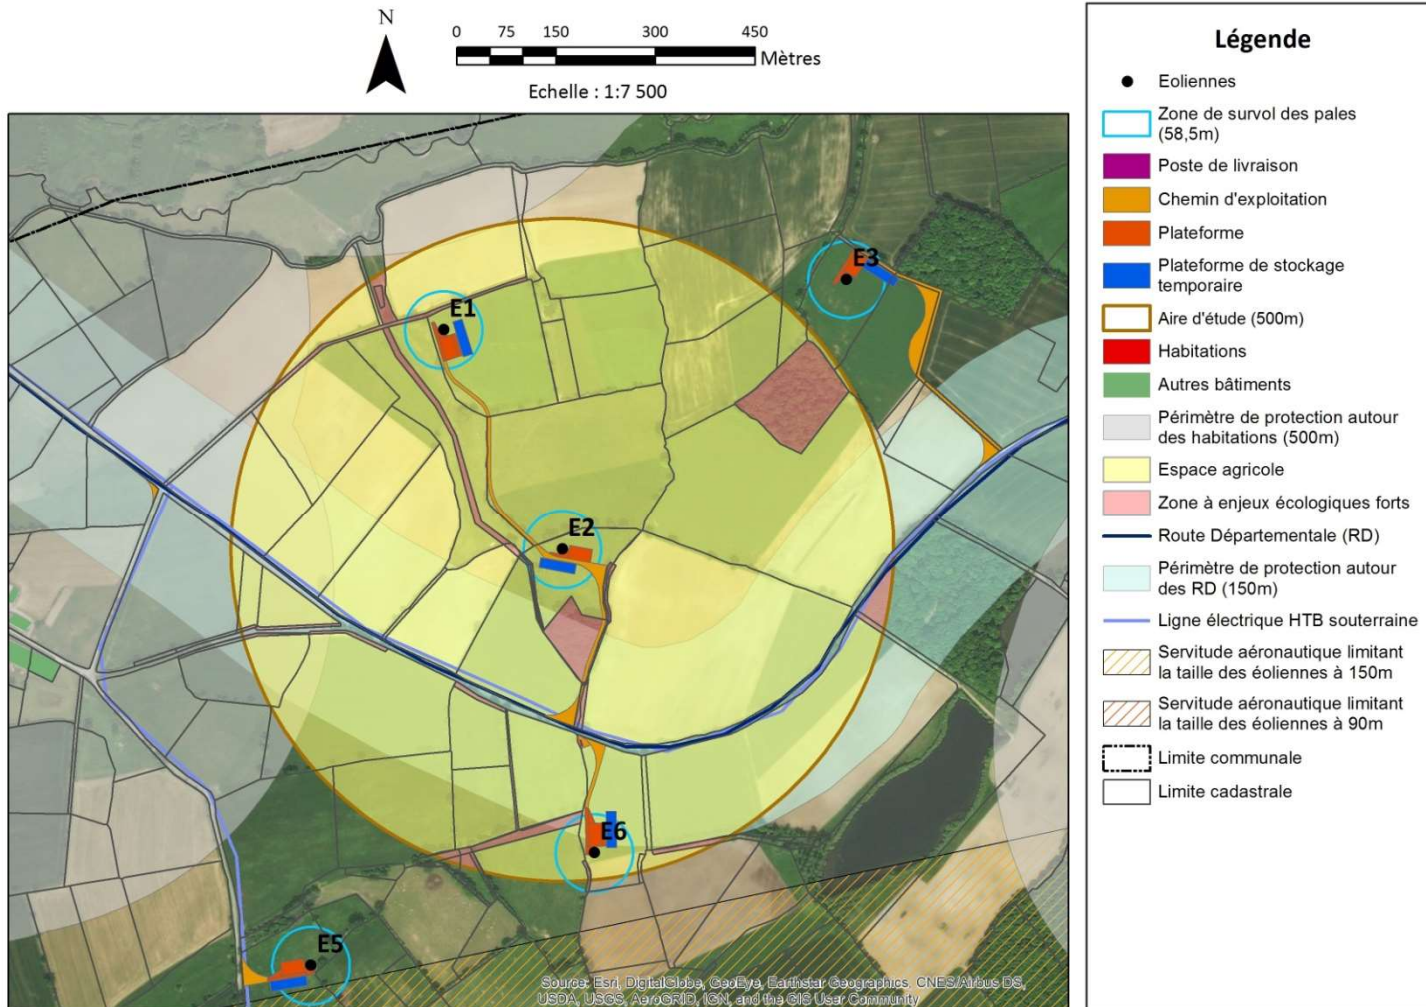 N
0 75 150 300 450
Mètres
Echelle : 1:7 500
E1
E3
E2
E6
E5
Source: Esri, DigitalGlobe, GeoEye, Earthstar Geographics, CNES/Airbus DS,
USDA, USGS, AeroGRID, IGN, and the GIS User Community
Légende
Eoliennes
Zone de survol des pales
(58,5m)
Poste de livraison
Chemin d'exploitation
Plateforme
Plateforme de stockage
temporaire
Aire d'étude (500m)
Habitations
Autres bâtiments
Périmètre de protection autour
des habitations (500m)
Espace agricole
Zone à enjeux écologiques forts
Route Départementale (RD)
Périmètre de protection autour
des RD (150m)
Ligne électrique HTB souterraine
Servitude aéronautique limitant
la taille des éoliennes à 150m
Servitude aéronautique limitant
la taille des éoliennes à 90m
Limite communale
Limite cadastrale